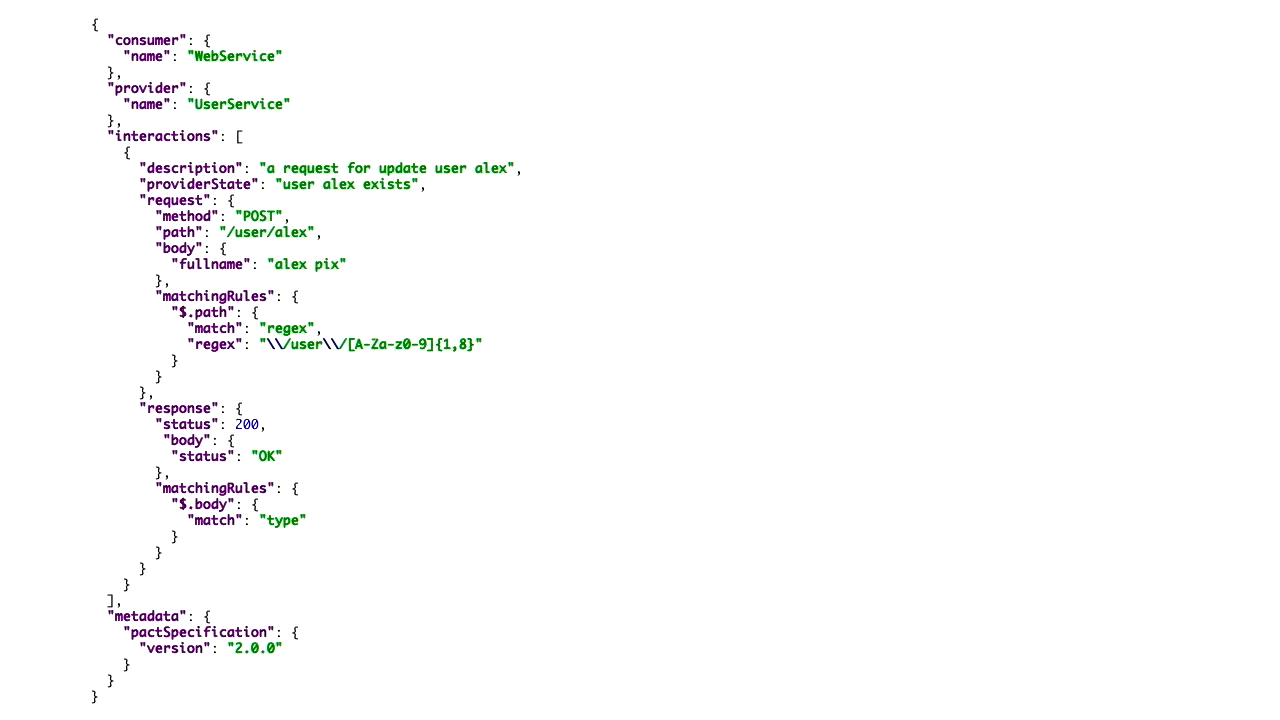 {
  "consumer": {
    "name": "WebService"
  },
  "provider": {
    "name": "UserService"
  },
  "interactions": [
    {
      "description": "a request for update user alex",
      "providerState": "user alex exists",
      "request": {
        "method": "POST",
        "path": "/user/alex",
        "body": {
          "fullname": "alex pix"
        },
        "matchingRules": {
          "$.path": {
            "match": "regex",
            "regex": "\\/user\\/[A-Za-z0-9]{1,8}"
          }
        }
      },
      "response": {
        "status": 200,
         "body": {
          "status": "OK"
        },
        "matchingRules": {
          "$.body": {
            "match": "type"
          }
        }
      }
    }
  ],
  "metadata": {
    "pactSpecification": {
      "version": "2.0.0"
    }
  }
}